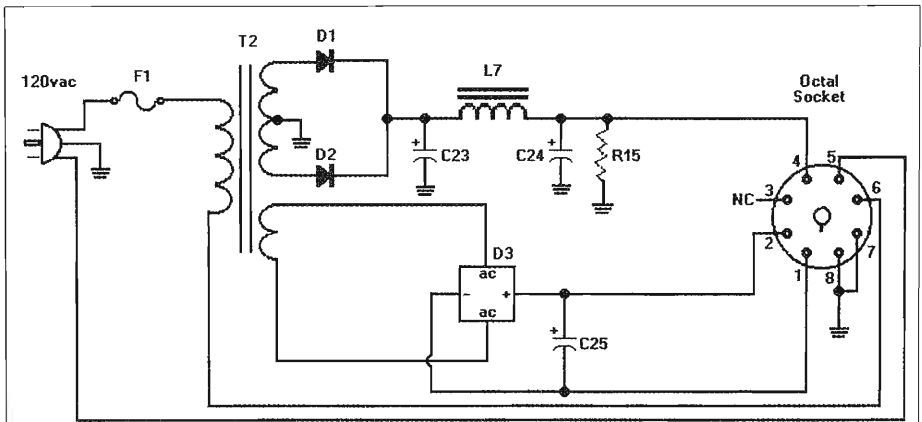 120vac
F1
T2
D1
L7
Octal
Socket
C23
D2
C24
R15
4
5
NC
3
6
2
7
1
8
D3
ac
- +
ac
+
+
+
C25